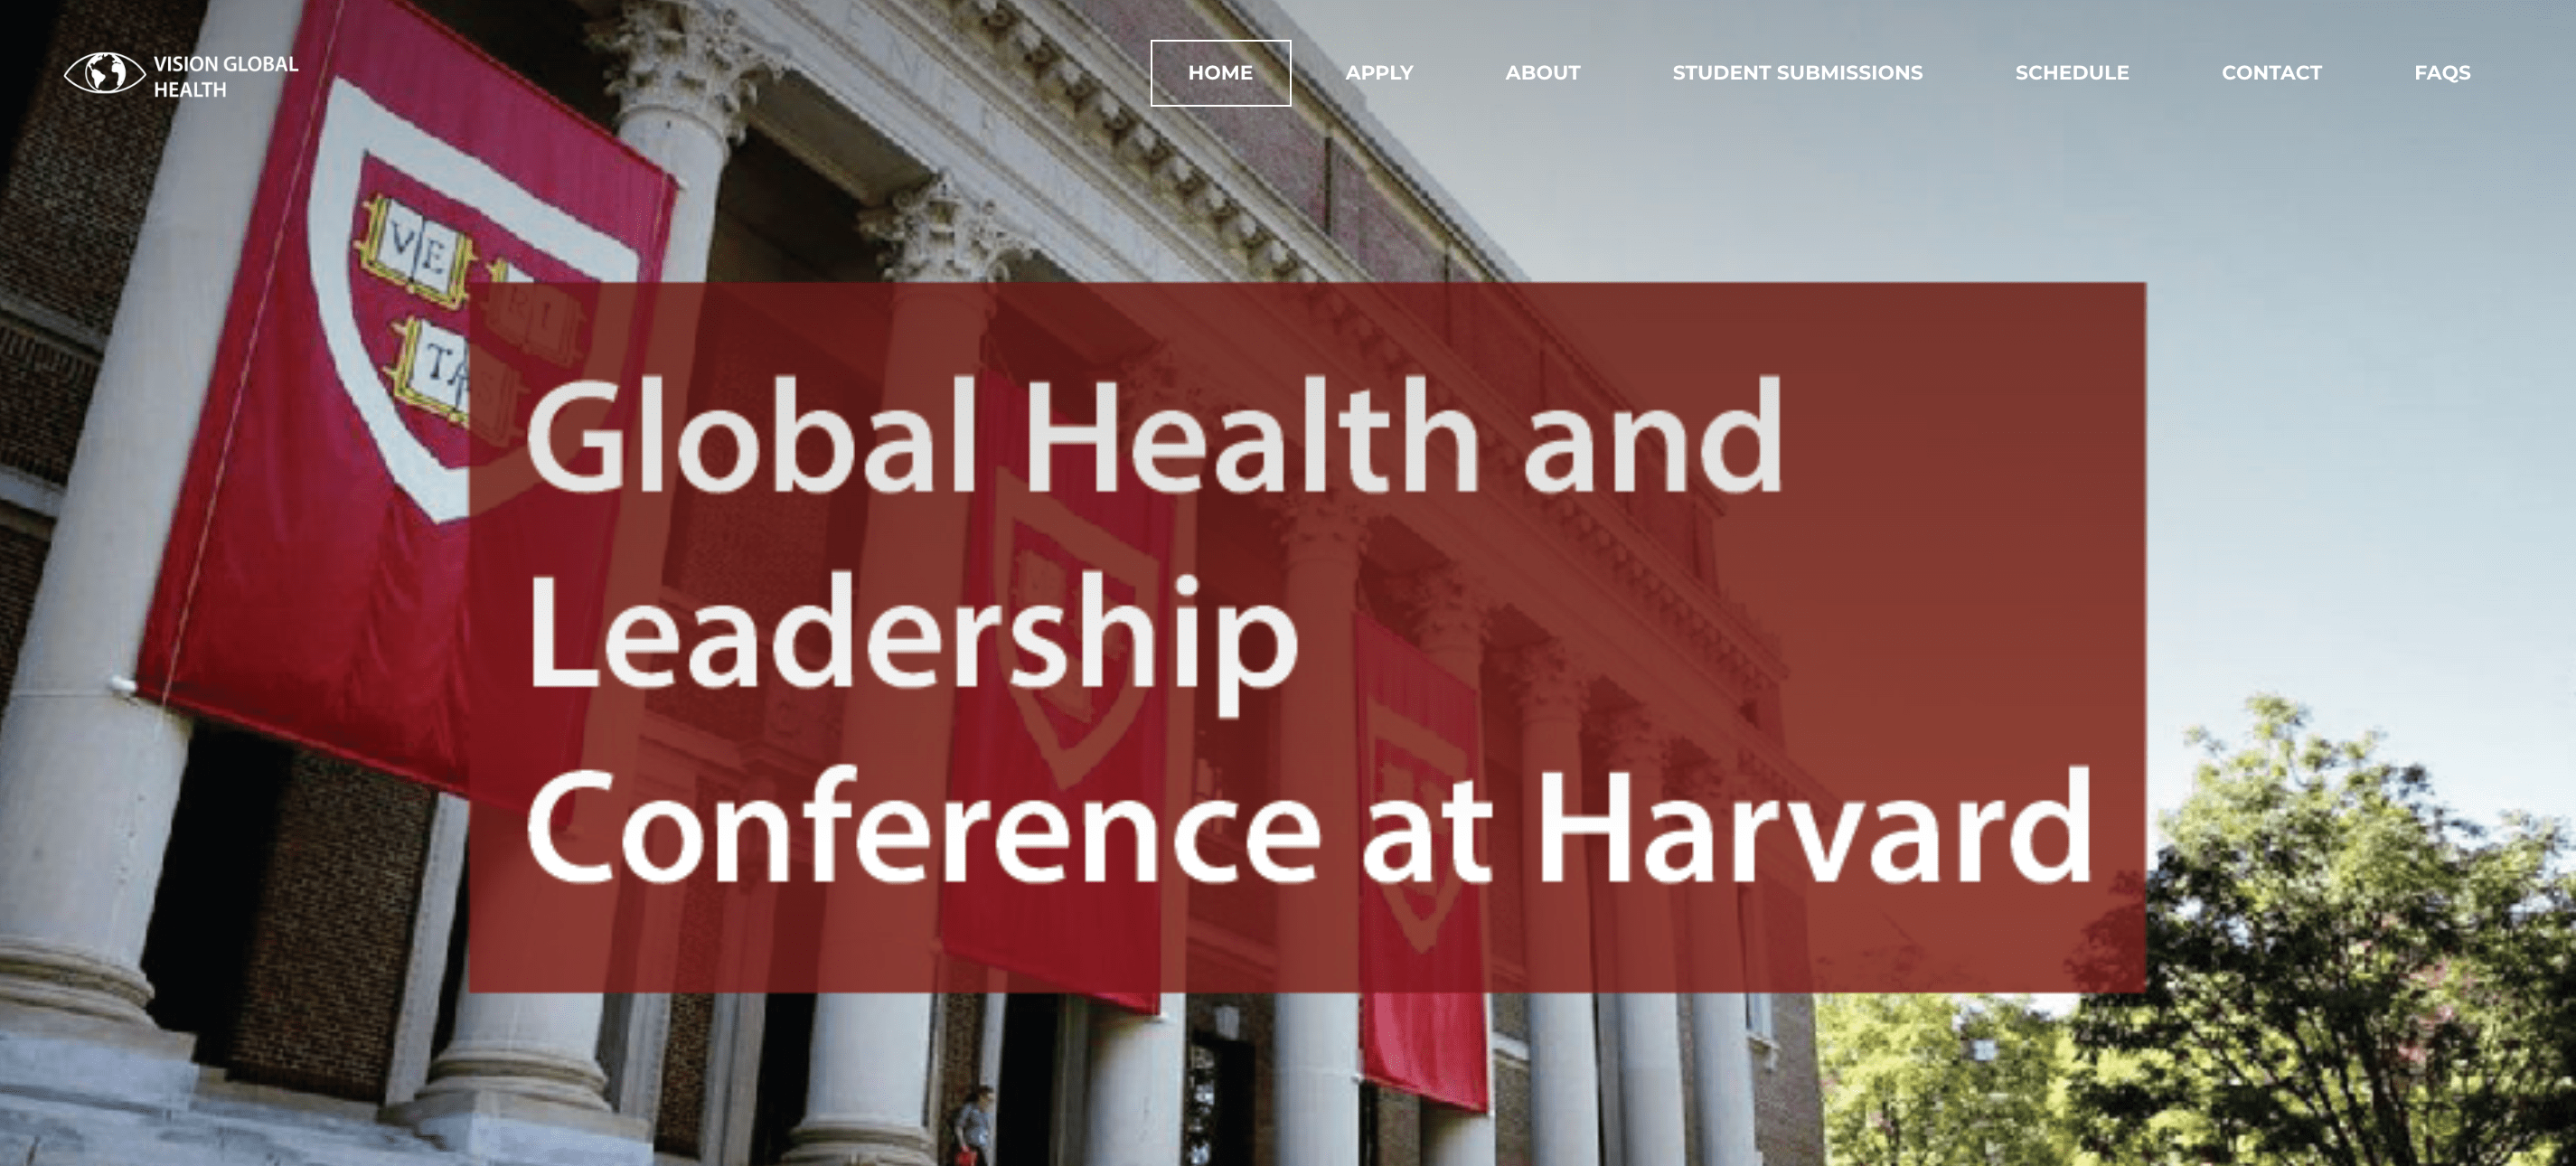 VISION GLOBAL
HEALTH
HOME
APPLY
ABOUT
STUDENT SUBMISSIONS
SCHEDULE
CONTACT
FAQS
VE
RI
TAS
Global Health and
Leadership
Conference at Harvard